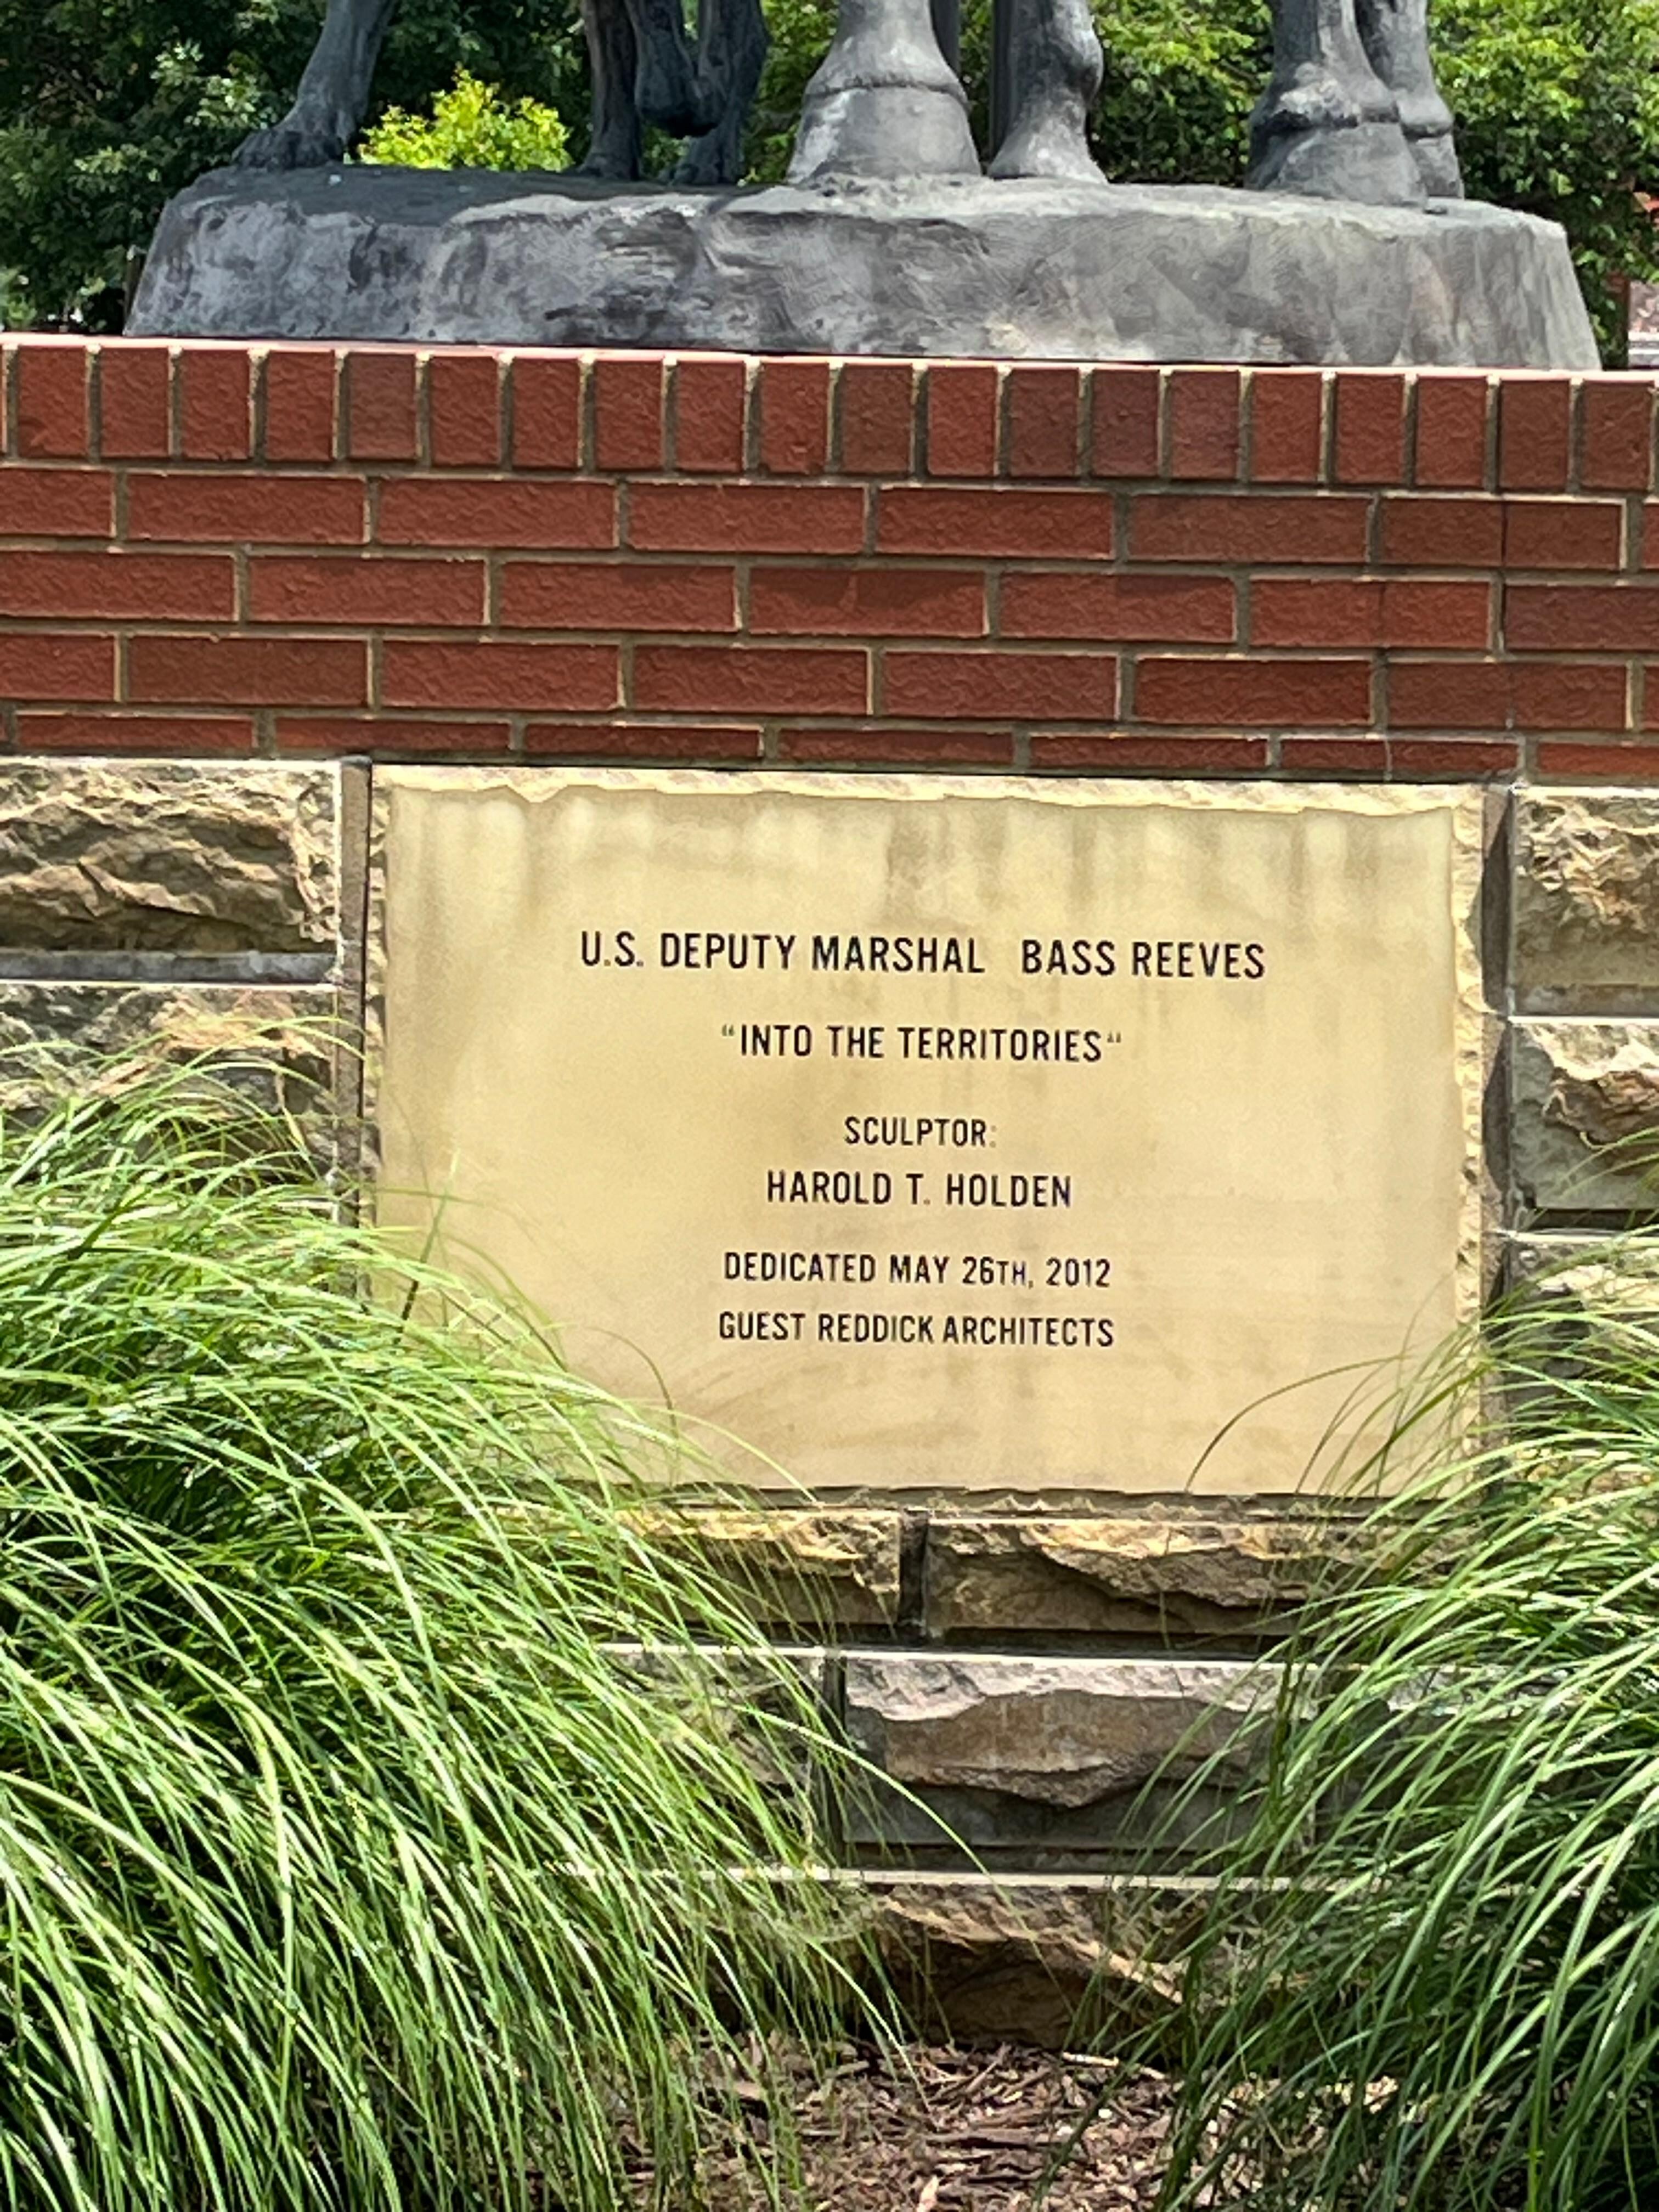 U.S. DEPUTY MARSHAL BASS REEVES
“INTO THE TERRITORIES“
SCULPTOR:
HAROLD T. HOLDEN
DEDICATED MAY 26TH, 2012
GUEST REDDICK ARCHITECTS